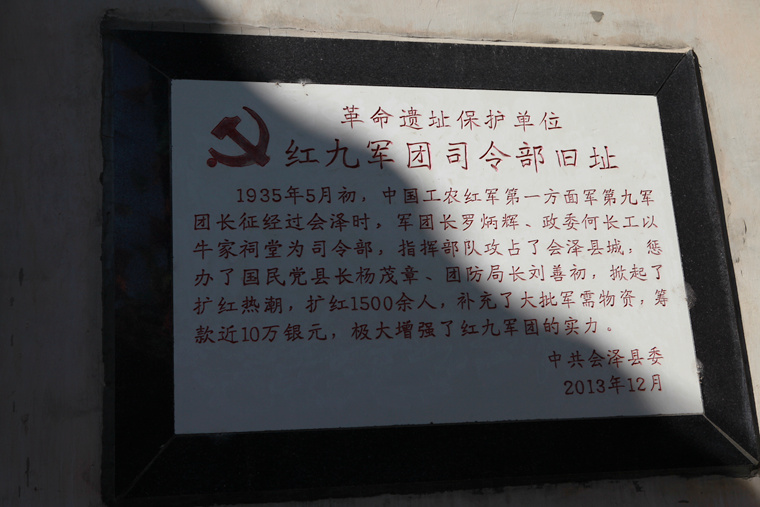 革命遗址保护单位
红九军团司令部旧址
1935年5月初，中国工农红军第一方面军第九军
团长征经过会泽时，军团长罗炳辉、政委何长工以
牛家祠堂为司令部，指挥部队攻占了会泽县城，惩
办了国民党县长杨茂章、团防局长刘善初，掀起了
扩红热潮，扩红1500余人，补充了大批军需物资，筹
款近10万银元，极大增强了红九军团的实力。
中共会泽县委
2013年12月